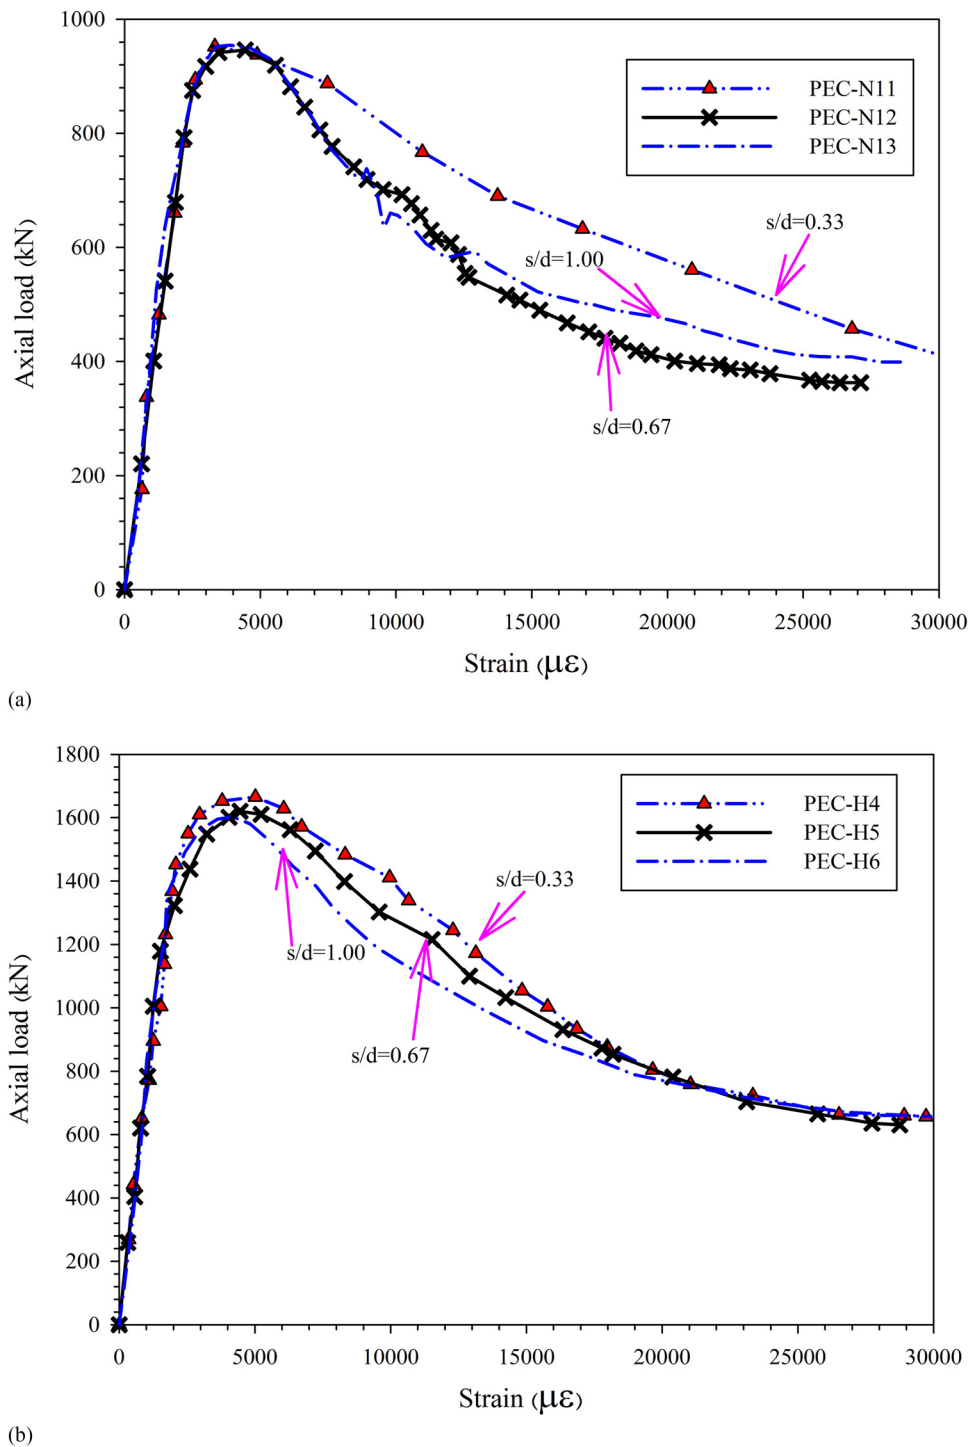 1000
800
600
400
200
0
Axial load (kN)
PEC-N11
PEC-N12
PEC-N13
s/d=0.33
s/d=1.00
s/d=0.67
0 5000 10000 15000 20000 25000 30000
Strain (με)
(a)
1800
1600
1400
1200
1000
800
600
400
200
0
Axial load (kN)
PEC-H4
PEC-H5
PEC-H6
s/d=0.33
s/d=1.00
s/d=0.67
0 5000 10000 15000 20000 25000 30000
Strain (με)
(b)